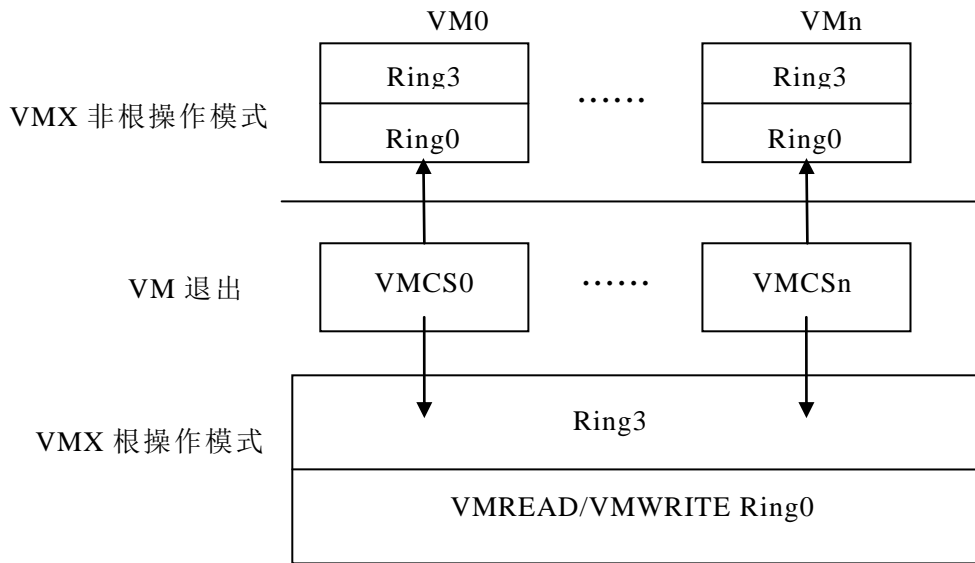 VM0 VMn
Ring3 Ring3
VMX 非根操作模式 ……
Ring0 Ring0
VM 退出 VMCS0 …… VMCSn
Ring3
VMX 根操作模式
VMREAD/VMWRITE Ring0